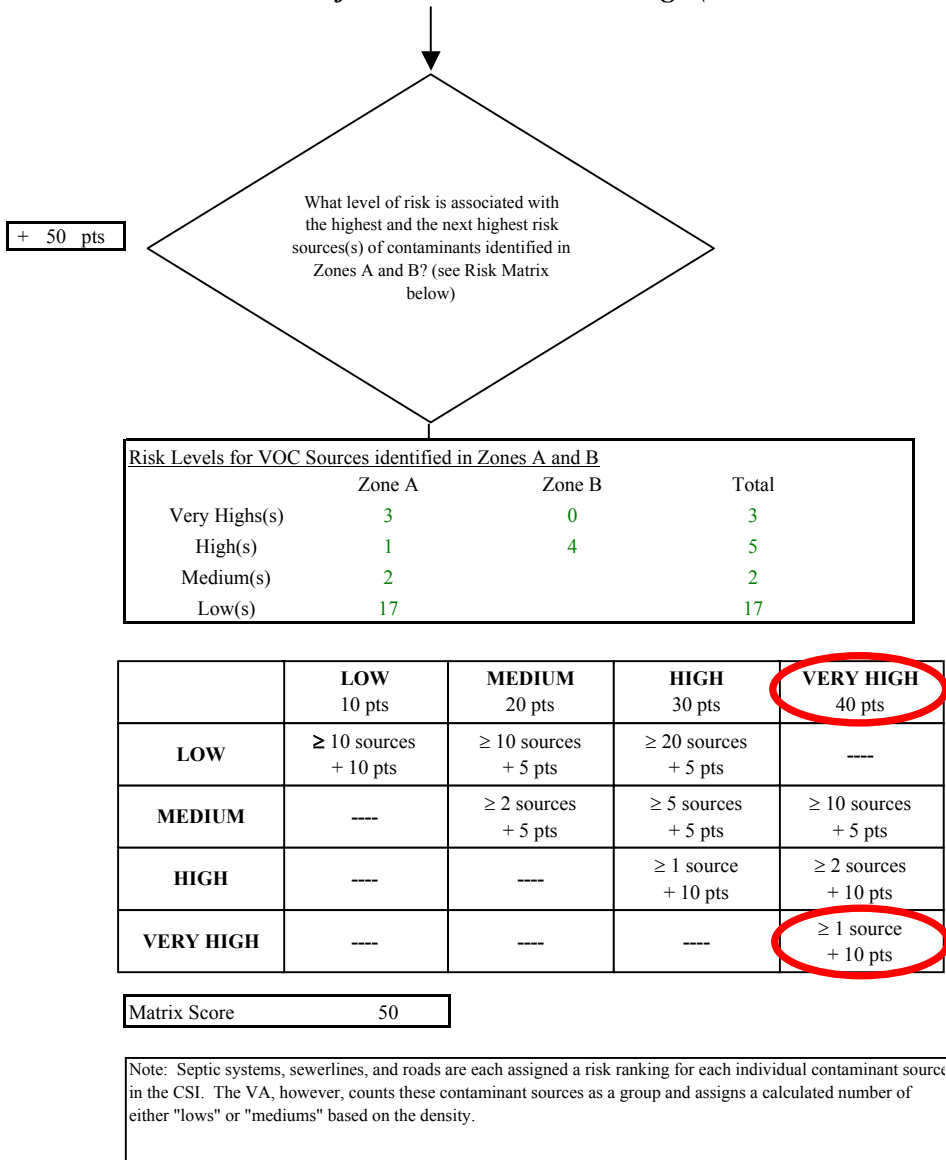 What level of risk is associated with
the highest and the next highest risk
sources(s) of contaminants identified in
Zones A and B? (see Risk Matrix
below)
+ 50 pts
Risk Levels for VOC Sources identified in Zones A and B
Zone A Zone B Total
Very Highs(s) 3 0 3
High(s) 1 4 5
Medium(s) 2 2
Low(s) 17 17
LOW MEDIUM HIGH VERY HIGH
10 pts 20 pts 30 pts 40 pts
LOW ≥ 10 sources ≥ 10 sources ≥ 20 sources ----
+ 10 pts + 5 pts + 5 pts
MEDIUM ---- ≥ 2 sources ≥ 5 sources ≥ 10 sources
+ 5 pts + 5 pts + 5 pts
HIGH ---- ---- ≥ 1 source ≥ 2 sources
+ 10 pts + 10 pts
VERY HIGH ---- ---- ---- ≥ 1 source
+ 10 pts
Matrix Score 50
Note: Septic systems, sewerlines, and roads are each assigned a risk ranking for each individual contaminant source
in the CSI. The VA, however, counts these contaminant sources as a group and assigns a calculated number of
either "lows" or "mediums" based on the density.